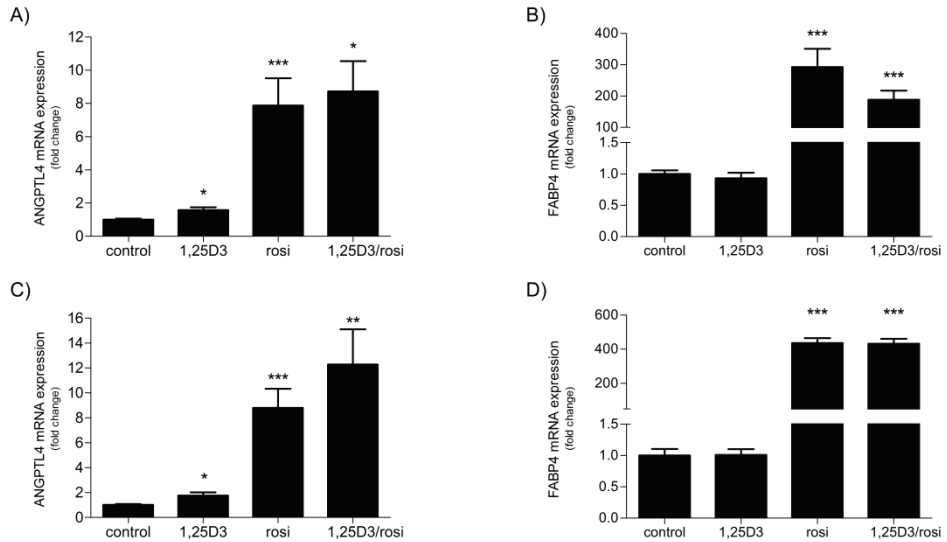 A)
ANGPTL4 mRNA expression
(fold change)
12
10
8
6
4
2
0
*
***
*
control 1,25D3 rosi 1,25D3/rosi
B)
FABP4 mRNA expression
(fold change)
400
300
200
100
1.5
1.0
0.5
0.0
***
***
control 1,25D3 rosi 1,25D3/rosi
C)
ANGPTL4 mRNA expression
(fold change)
16
14
12
10
8
6
4
2
0
*
***
**
control 1,25D3 rosi 1,25D3/rosi
D)
FABP4 mRNA expression
(fold change)
600
400
200
1.5
1.0
0.5
0.0
***
***
control 1,25D3 rosi 1,25D3/rosi